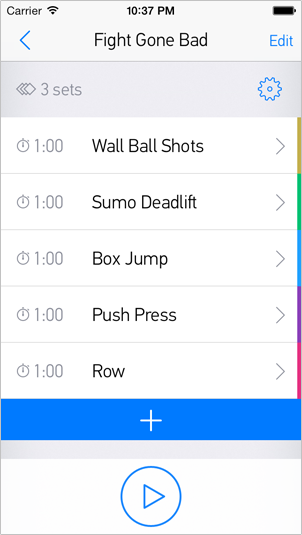 Carrier 10:37 PM
Fight Gone Bad Edit
3 sets
1:00 Wall Ball Shots
1:00 Sumo Deadlift
1:00 Box Jump
1:00 Push Press
1:00 Row